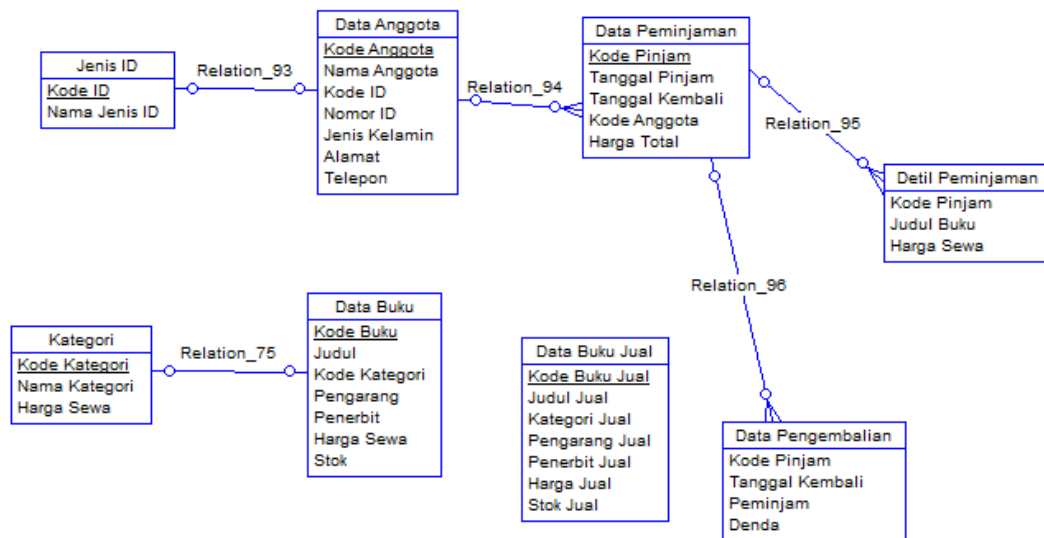 Jenis ID
Kode ID
Nama Jenis ID
Relation_93
Data Anggota
Kode Anggota
Nama Anggota
Kode ID
Nomor ID
Jenis Kelamin
Alamat
Telepon
Relation_94
Data Peminjaman
Kode Pinjam
Tanggal Pinjam
Tanggal Kembali
Kode Anggota
Harga Total
Relation_95
Detil Peminjaman
Kode Pinjam
Judul Buku
Harga Sewa
Relation_96
Kategori
Kode Kategori
Nama Kategori
Harga Sewa
Relation_75
Data Buku
Kode Buku
Judul
Kode Kategori
Pengarang
Penerbit
Harga Sewa
Stok
Data Buku Jual
Kode Buku Jual
Judul Jual
Kategori Jual
Pengarang Jual
Penerbit Jual
Harga Jual
Stok Jual
Data Pengembalian
Kode Pinjam
Tanggal Kembali
Peminjam
Denda